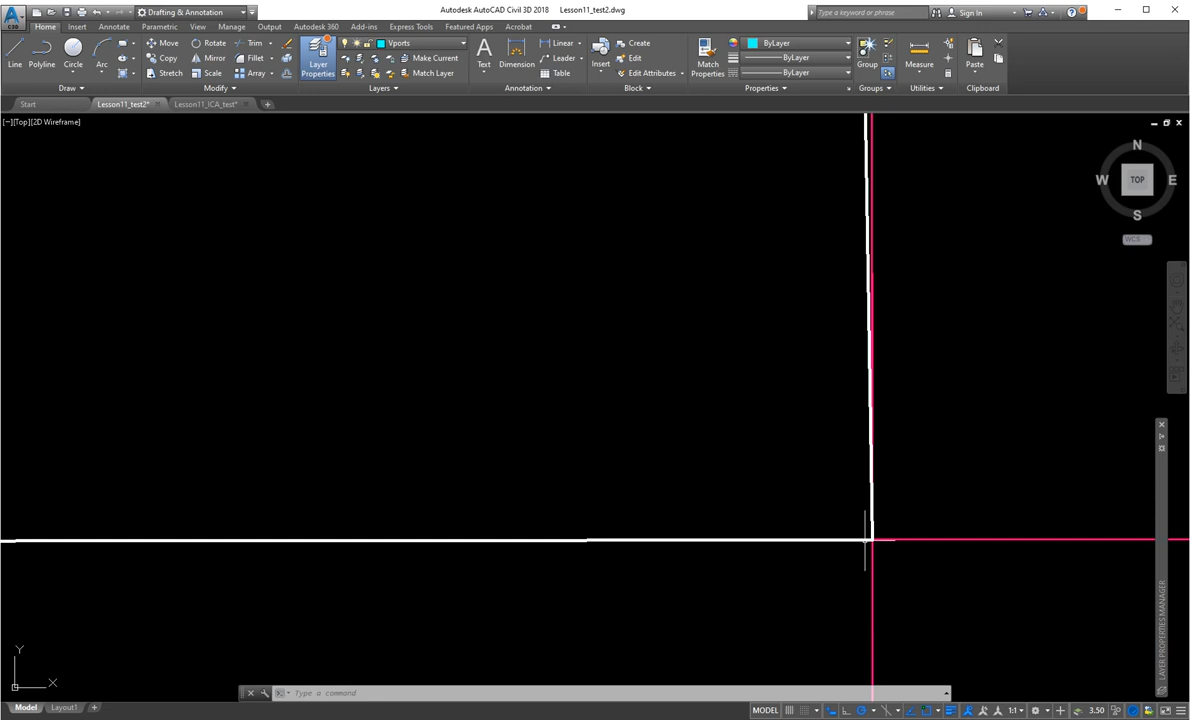 Autodesk AutoCAD Civil 3D 2018 Lesson11_test2.dwg
Drafting & Annotation
Type a keyword or phrase
Sign In
Home Insert Annotate Parametric View Manage Output Autodesk 360 Add-ins Express Tools Featured Apps Acrobat
C3D
Line Polyline Circle Arc
Move Rotate Trim
Copy Mirror Fillet
Stretch Scale Array
Layer Properties
Vports
Make Current
Match Layer
Text Dimension
Linear
Leader
Table
Insert
Create
Edit
Edit Attributes
Match Properties
ByLayer
ByLayer
ByLayer
Group Measure Paste
Draw Modify Layers Annotation Block Properties Groups Utilities Clipboard
Start Lesson11_test2* Lesson11_ICA_test*
[−][Top][2D Wireframe]
N
W TOP E
S
WCS
LAYER PROPERTIES MANAGER
Y
X
Type a command
Model Layout1
MODEL 1:1 3.50